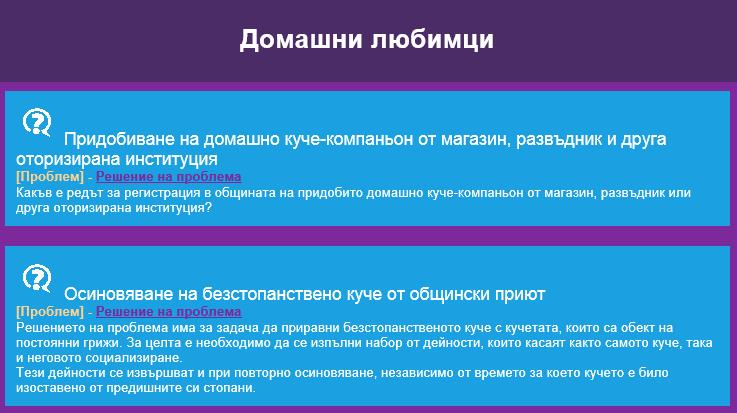 Домашни любимци
Придобиване на домашно куче-компаньон от магазин, развъдник и друга
оторизирана институция
[Проблем] - Решение на проблема
Какъв е редът за регистрация в общината на придобито домашно куче-компаньон от магазин, развъдник или
друга оторизирана институция?
Осиновяване на безстопанствено куче от общински приют
[Проблем] - Решение на проблема
Решението на проблема има за задача да приравни безстопанственото куче с кучетата, които са обект на
постоянни грижи. За целта е необходимо да се изпълни набор от дейности, които касаят както самото куче, така
и неговото социализиране.
Тези дейности се извършват и при повторно осиновяване, независимо от времето за което кучето е било
изоставено от предишните си стопани.